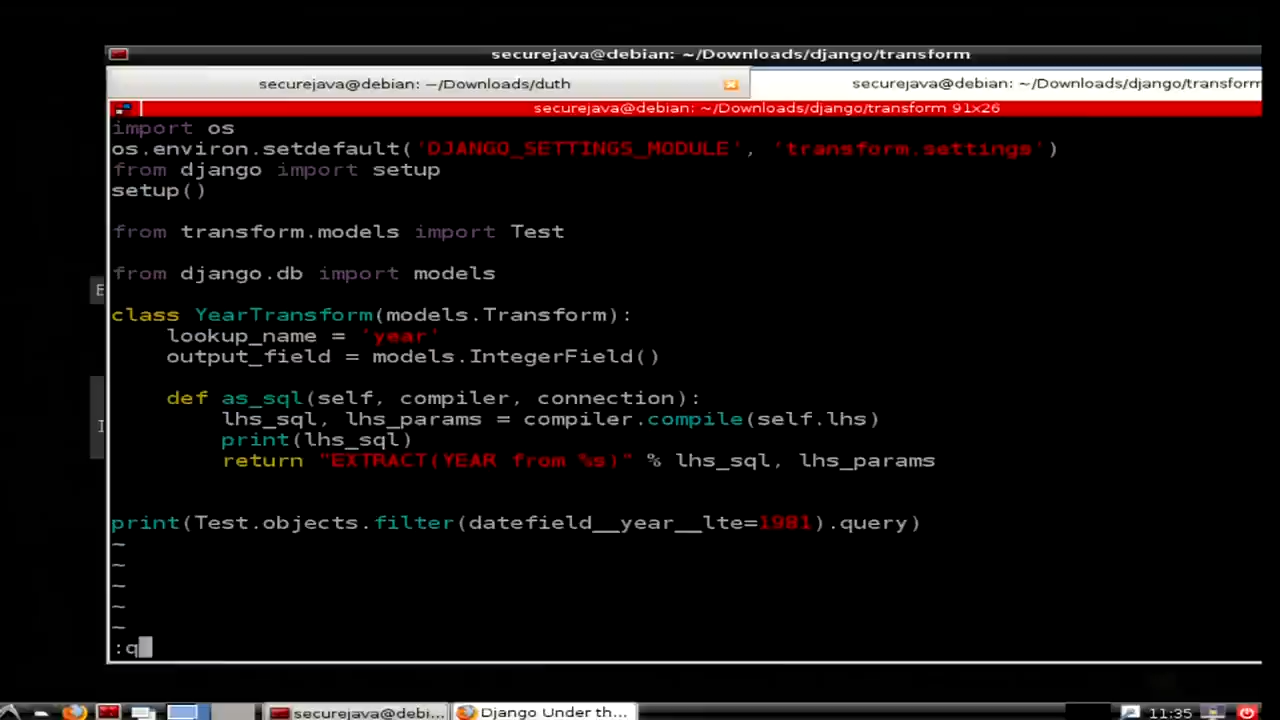 securejava@debian: ~/Downloads/django/transform
securejava@debian: ~/Downloads/duth
securejava@debian: ~/Downloads/django/transform
securejava@debian: ~/Downloads/django/transform 91x26
import os
os.environ.setdefault('DJANGO_SETTINGS_MODULE', 'transform.settings')
from django import setup
setup()
from transform.models import Test
from django.db import models
class YearTransform(models.Transform):
lookup_name = 'year'
output_field = models.IntegerField()
def as_sql(self, compiler, connection):
lhs_sql, lhs_params = compiler.compile(self.lhs)
print(lhs_sql)
return "EXTRACT(YEAR from %s)" % lhs_sql, lhs_params
print(Test.objects.filter(datefield__year__lte=1981).query)
~
~
~
~
~
:q
securejava@debi... Django Under th... 11:35